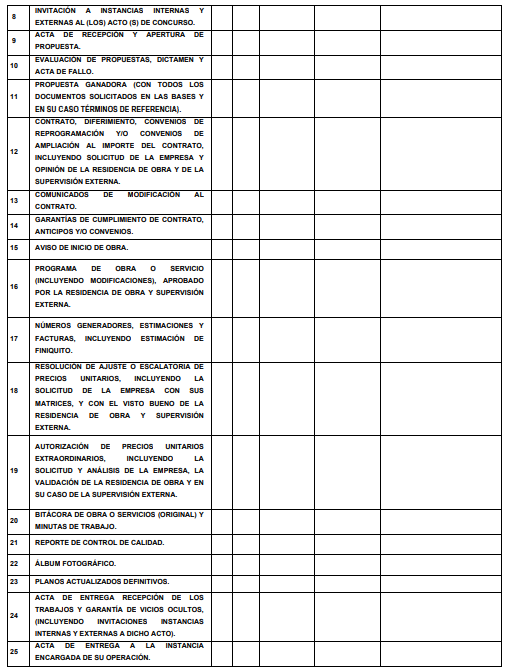 8 INVITACIÓN A INSTANCIAS INTERNAS Y
EXTERNAS AL (LOS) ACTO (S) DE CONCURSO.
9 ACTA DE RECEPCIÓN Y APERTURA DE
PROPUESTA.
10 EVALUACIÓN DE PROPUESTAS, DICTAMEN Y
ACTA DE FALLO.
11 PROPUESTA GANADORA (CON TODOS LOS
DOCUMENTOS SOLICITADOS EN LAS BASES Y
EN SU CASO TÉRMINOS DE REFERENCIA).
12 CONTRATO, DIFERIMIENTO, CONVENIOS DE
REPROGRAMACIÓN Y/O CONVENIOS DE
AMPLIACIÓN AL IMPORTE DEL CONTRATO,
INCLUYENDO SOLICITUD DE LA EMPRESA Y
OPINIÓN DE LA RESIDENCIA DE OBRA Y DE LA
SUPERVISIÓN EXTERNA.
13 COMUNICADOS DE MODIFICACIÓN AL
CONTRATO.
14 GARANTÍAS DE CUMPLIMIENTO DE CONTRATO,
ANTICIPOS Y/O CONVENIOS.
15 AVISO DE INICIO DE OBRA.
16 PROGRAMA DE OBRA O SERVICIO
(INCLUYENDO MODIFICACIONES), APROBADO
POR LA RESIDENCIA DE OBRA Y SUPERVISIÓN
EXTERNA.
17 NÚMEROS GENERADORES, ESTIMACIONES Y
FACTURAS, INCLUYENDO ESTIMACIÓN DE
FINIQUITO.
18 RESOLUCIÓN DE AJUSTE O ESCALATORIA DE
PRECIOS UNITARIOS, INCLUYENDO LA
SOLICITUD DE LA EMPRESA CON SUS
MATRICES, Y CON EL VISTO BUENO DE LA
RESIDENCIA DE OBRA Y SUPERVISIÓN
EXTERNA.
19 AUTORIZACIÓN DE PRECIOS UNITARIOS
EXTRAORDINARIOS, INCLUYENDO LA
SOLICITUD Y ANÁLISIS DE LA EMPRESA, LA
VALIDACIÓN DE LA RESIDENCIA DE OBRA Y EN
SU CASO DE LA SUPERVISIÓN EXTERNA.
20 BITÁCORA DE OBRA O SERVICIOS (ORIGINAL) Y
MINUTAS DE TRABAJO.
21 REPORTE DE CONTROL DE CALIDAD.
22 ÁLBUM FOTOGRÁFICO.
23 PLANOS ACTUALIZADOS DEFINITIVOS.
24 ACTA DE ENTREGA RECEPCIÓN DE LOS
TRABAJOS Y GARANTÍA DE VICIOS OCULTOS,
(INCLUYENDO INVITACIONES INSTANCIAS
INTERNAS Y EXTERNAS A DICHO ACTO).
25 ACTA DE ENTREGA A LA INSTANCIA
ENCARGADA DE SU OPERACIÓN.